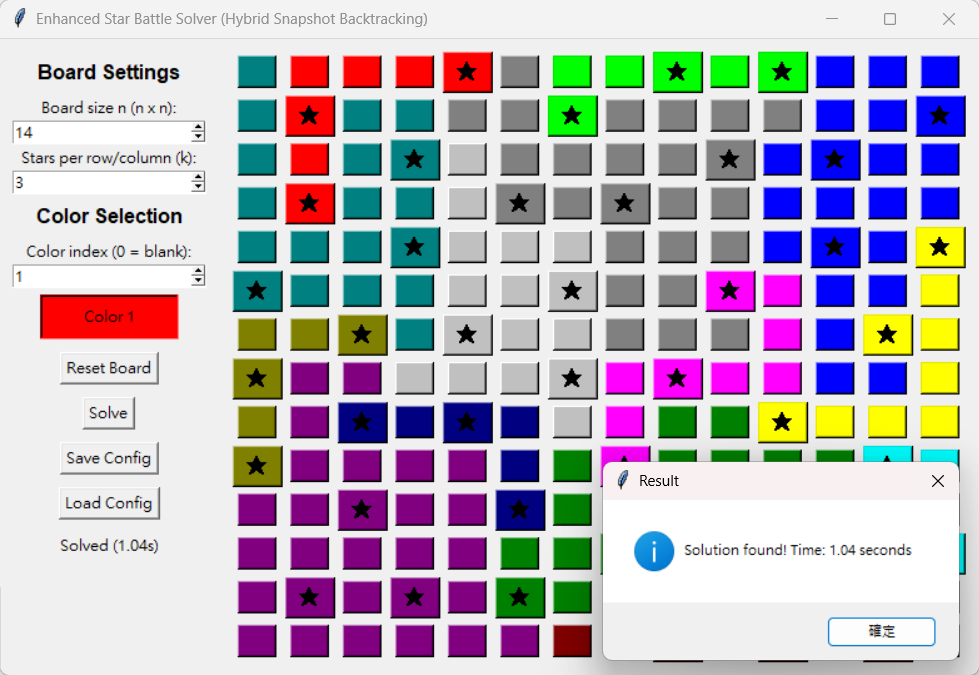 Enhanced Star Battle Solver (Hybrid Snapshot Backtracking)
Board Settings
Board size n (n x n):
14
Stars per row/column (k):
3
Color Selection
Color index (0 = blank):
1
Color 1
Reset Board
Solve
Save Config
Load Config
Solved (1.04s)
Result
Solution found! Time: 1.04 seconds
確定